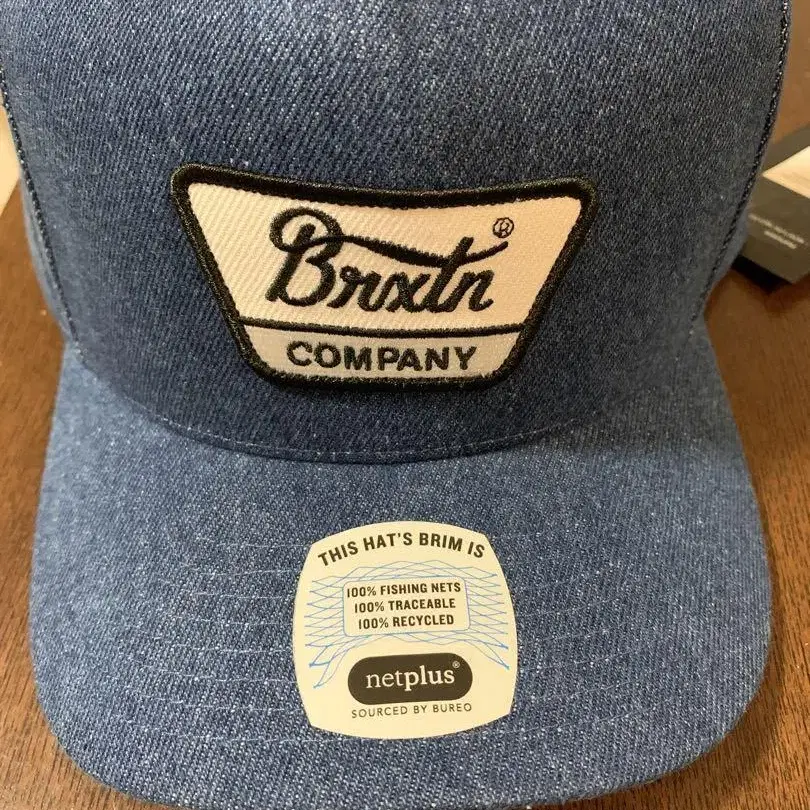 Brixtn®
COMPANY
THIS HAT'S BRIM IS
100% FISHING NETS
100% TRACEABLE
100% RECYCLED
netplus®
SOURCED BY BUREO